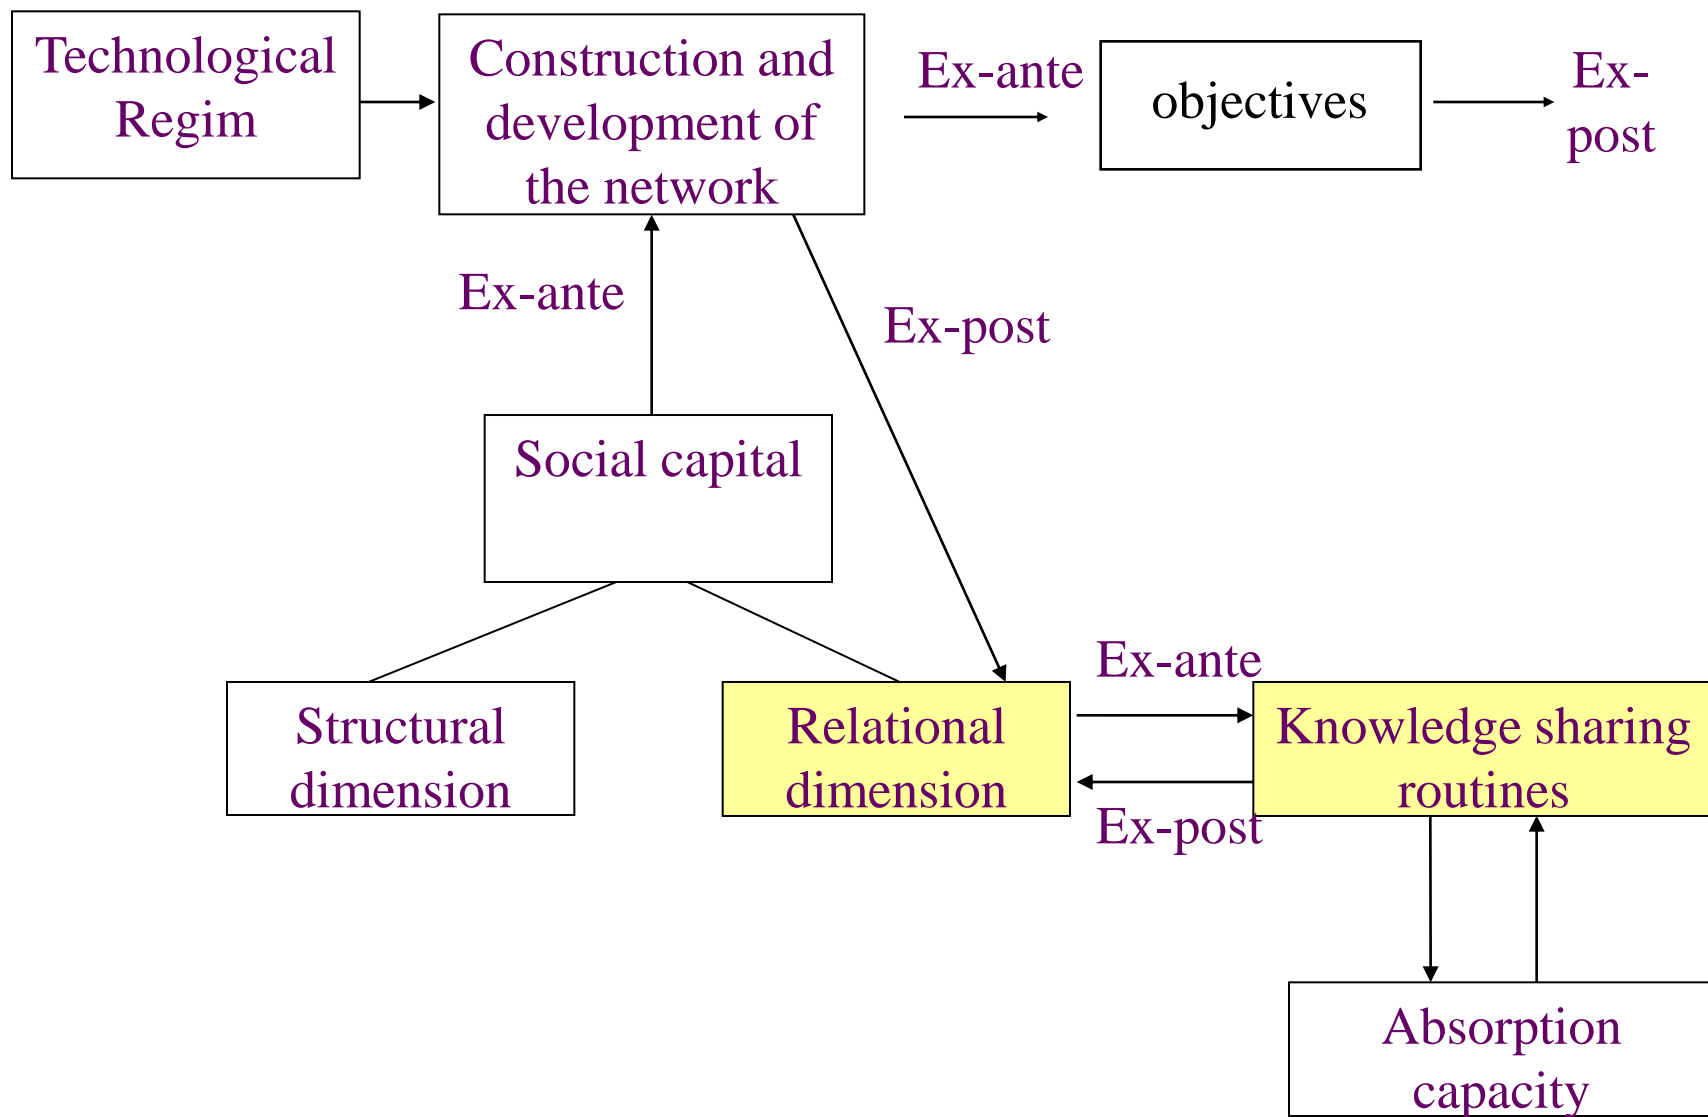 Technological
Regim
Construction and
development of
the network
Ex-ante
objectives
Ex-
post
Ex-ante
Ex-post
Social capital
Ex-ante
Structural
dimension
Relational
dimension
Knowledge sharing
routines
Ex-post
Absorption
capacity